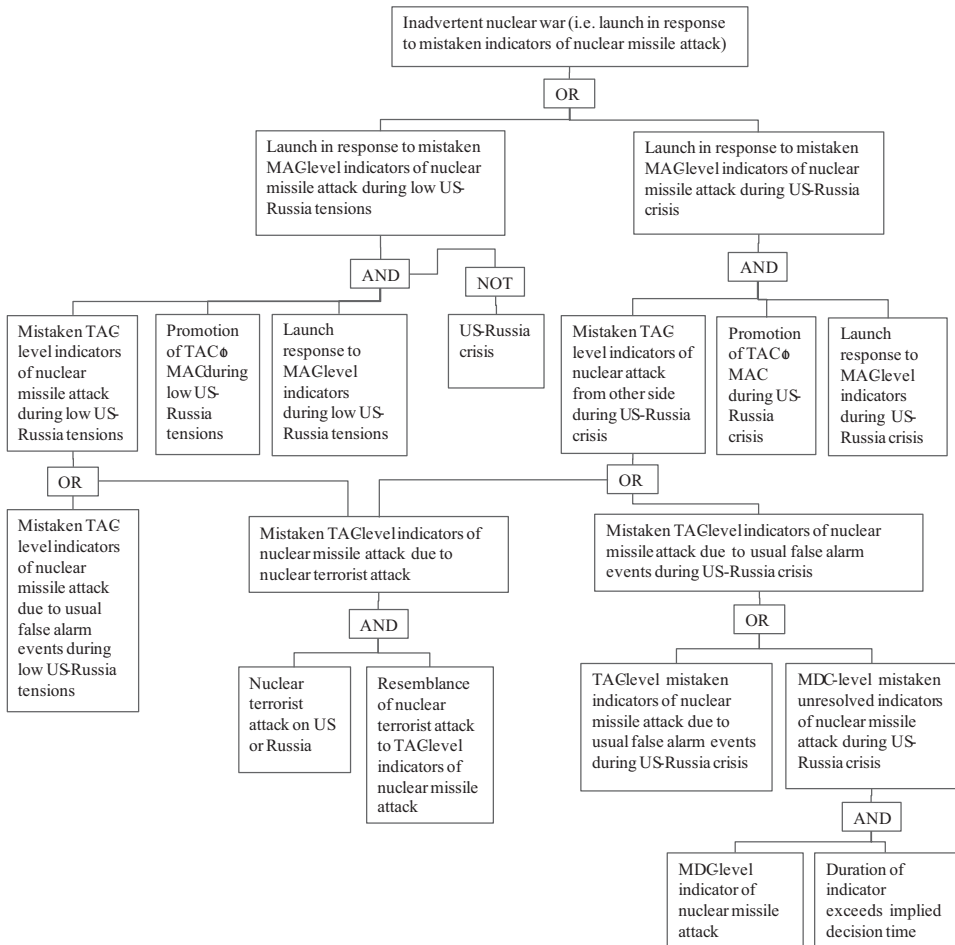 Inadvertent nuclear war (i.e. launch in response
to mistaken indicators of nuclear missile attack)
OR
Launch in response to mistaken
MAC-level indicators of nuclear
missile attack during low US-
Russia tensions
Launch in response to mistaken
MAC-level indicators of nuclear
missile attack during US-Russia
crisis
AND
NOT
AND
Mistaken TAC-
level indicators
of nuclear
missile attack
during low US-
Russia tensions
Promotion
of TAC to
MAC during
low US-
Russia
tensions
Launch
response to
MAC-level
indicators
during low US-
Russia tensions
US-Russia
crisis
Mistaken TAC-
level indicators of
nuclear attack
from other side
during US-Russia
crisis
Promotion
of TAC to
MAC
during US-
Russia
crisis
Launch
response to
MAC-level
indicators
during US-
Russia crisis
OR
OR
Mistaken TAC-
level indicators
of nuclear
missile attack
due to usual
false alarm
events during
low US-Russia
tensions
Mistaken TAC-level indicators of
nuclear missile attack due to
nuclear terrorist attack
Mistaken TAC-level indicators of nuclear
missile attack due to usual false alarm
events during US-Russia crisis
AND
OR
Nuclear
terrorist
attack on US
or Russia
Resemblance
of nuclear
terrorist attack
to TAC-level
indicators of
nuclear missile
attack
TAC-level mistaken
indicators of nuclear
missile attack due to
usual false alarm events
during US-Russia crisis
MDC-level mistaken
unresolved indicators
of nuclear missile
attack during US-
Russia crisis
AND
MDC-level
indicator of
nuclear missile
attack
Duration of
indicator
exceeds implied
decision time